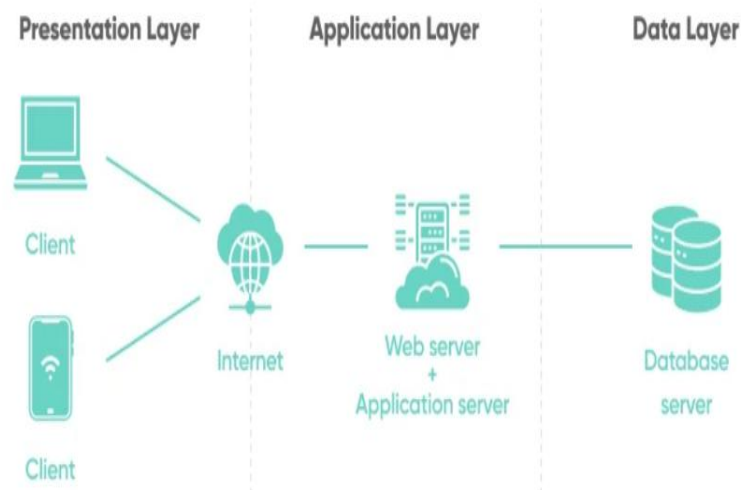 Presentation Layer
Application Layer
Data Layer
Client
Client
Internet
Web server
+
Application server
Database
server